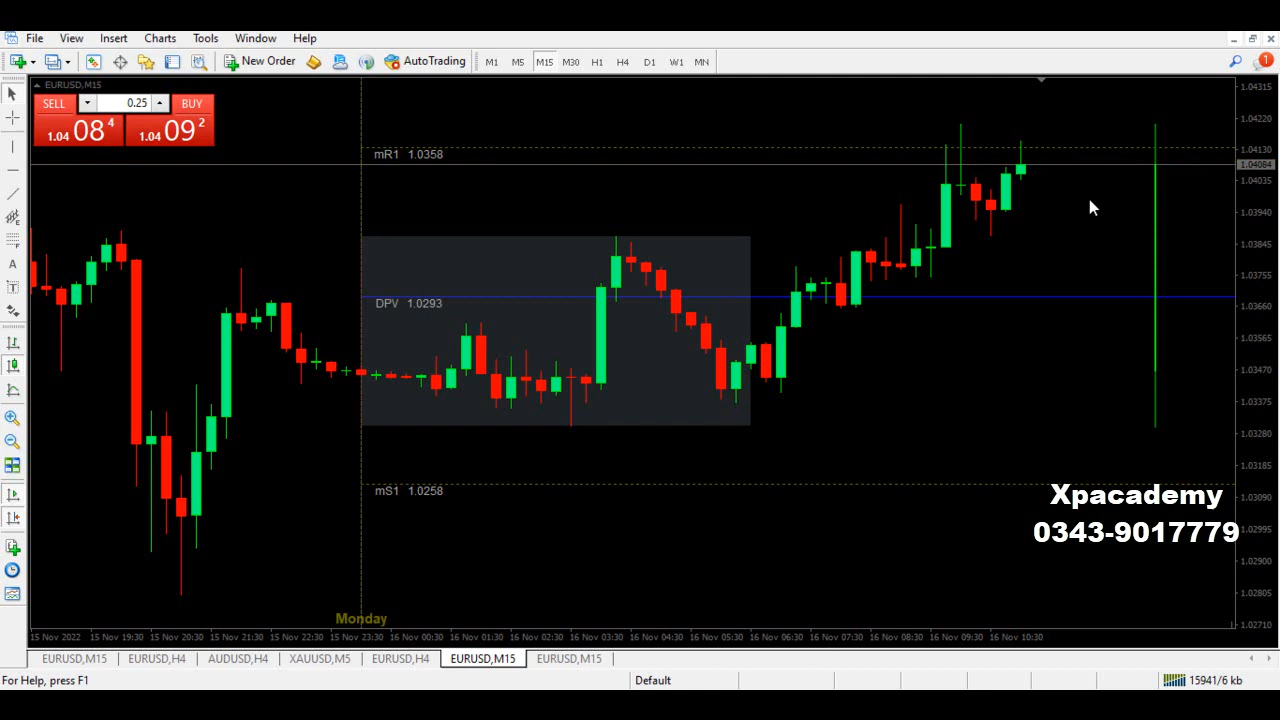 File View Insert Charts Tools Window Help
New Order AutoTrading M1 M5 M15 M30 H1 H4 D1 W1 MN 1
EURUSD,M15
SELL 0.25 BUY
1.04 08 4 1.04 09 2
mR1 1.0358
DPV 1.0293
mS1 1.0258
1.04315
1.04220
1.04130
1.04084
1.04035
1.03940
1.03845
1.03755
1.03660
1.03565
1.03470
1.03375
1.03280
1.03185
1.03090
1.02995
1.02900
1.02805
1.02710
Xpacademy
0343-9017779
Monday
15 Nov 2022 15 Nov 19:30 15 Nov 20:30 15 Nov 21:30 15 Nov 22:30 15 Nov 23:30 16 Nov 00:30 16 Nov 01:30 16 Nov 02:30 16 Nov 03:30 16 Nov 04:30 16 Nov 05:30 16 Nov 06:30 16 Nov 07:30 16 Nov 08:30 16 Nov 09:30 16 Nov 10:30
EURUSD,M15 EURUSD,H4 AUDUSD,H4 XAUUSD,M5 EURUSD,H4 EURUSD,M15 EURUSD,M15
For Help, press F1 Default 15941/6 kb